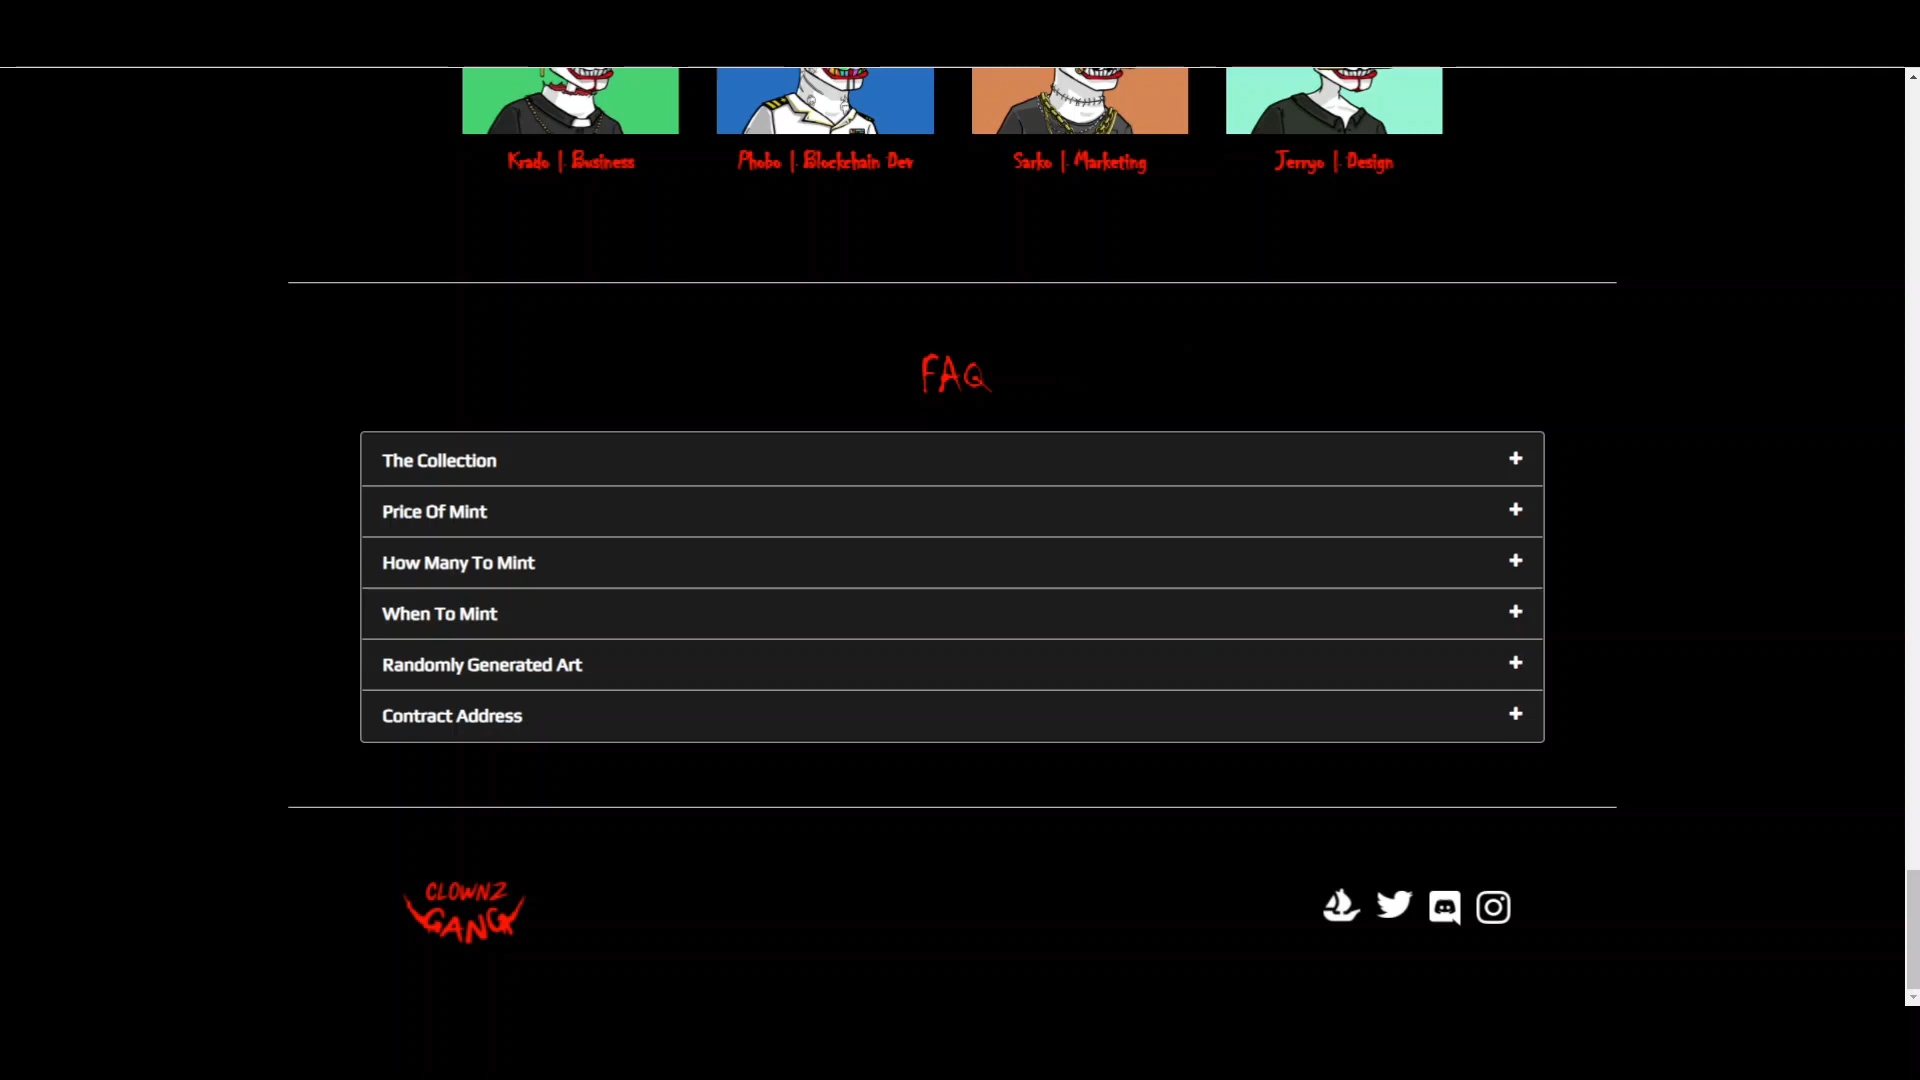 Krado | Business
Phobo | Blockchain Dev
Sarko | Marketing
Jerryo | Design
FAQ
The Collection
Price Of Mint
How Many To Mint
When To Mint
Randomly Generated Art
Contract Address
CLOWNZ
GANG